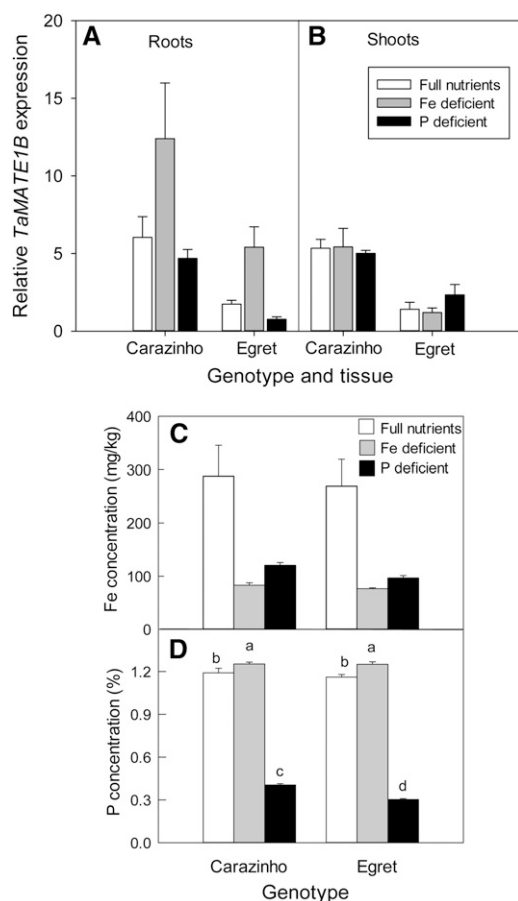 A
Roots
B
Shoots
Full nutrients
Fe deficient
P deficient
20
15
10
5
0
Relative TaMATE1B expression
Carazinho
Egret
Carazinho
Egret
Genotype and tissue
C
Full nutrients
Fe deficient
P deficient
400
300
200
100
0
Fe concentration (mg/kg)
D
1.2
0.9
0.6
0.3
0.0
P concentration (%)
b
a
c
b
a
d
Carazinho
Egret
Genotype